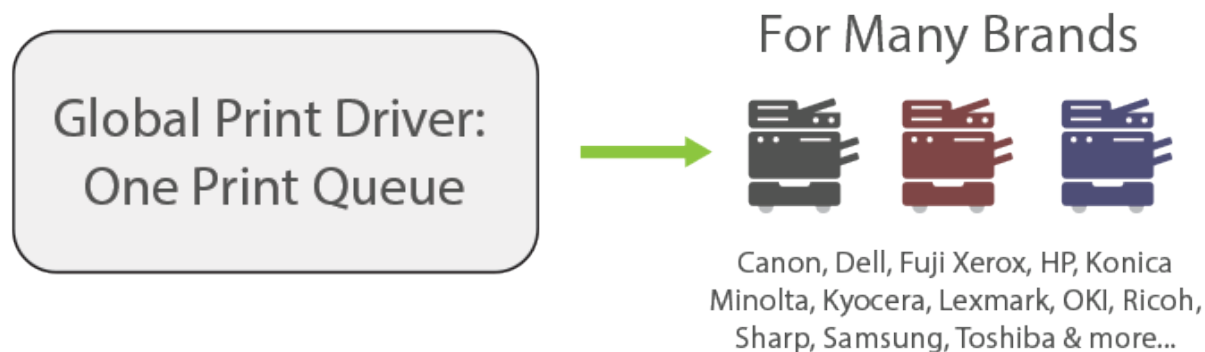 Global Print Driver:
One Print Queue
For Many Brands
Canon, Dell, Fuji Xerox, HP, Konica
Minolta, Kyocera, Lexmark, OKI, Ricoh,
Sharp, Samsung, Toshiba & more...